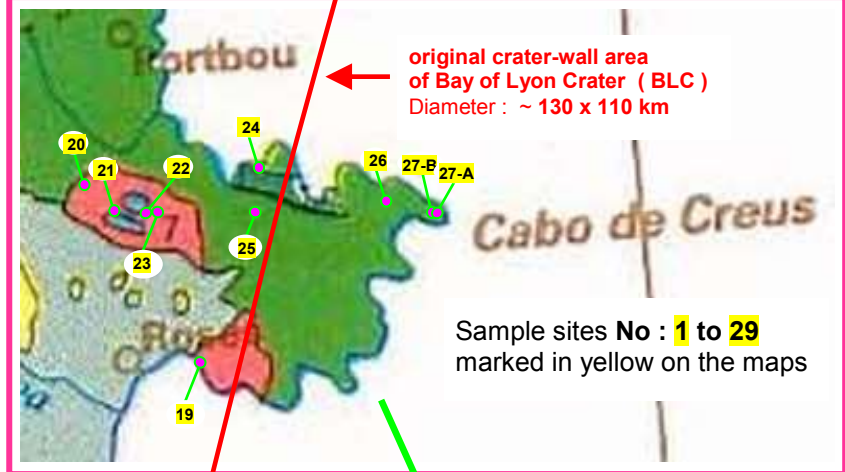 Portbou
original crater-wall area
of Bay of Lyon Crater ( BLC )
Diameter : ~ 130 x 110 km
24
20
21
22
26
27-B
27-A
7
Cabo de Creus
23
25
Sample sites No : 1 to 29
marked in yellow on the maps
Roses
19